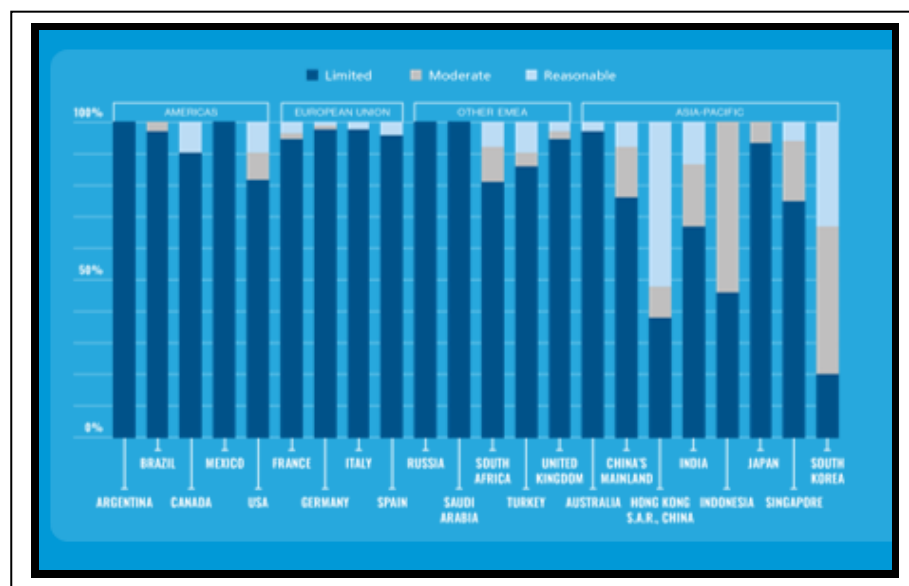 Limited Moderate Reasonable
100% AMERICAS EUROPEAN UNION OTHER EMEA ASIA-PACIFIC
50%
0%
BRAZIL MEXICO FRANCE ITALY RUSSIA SOUTH AFRICA UNITED KINGDOM CHINA'S MAINLAND INDIA JAPAN SOUTH KOREA
ARGENTINA CANADA USA GERMANY SPAIN SAUDI ARABIA TURKEY AUSTRALIA HONG KONG S.A.R., CHINA INDONESIA SINGAPORE